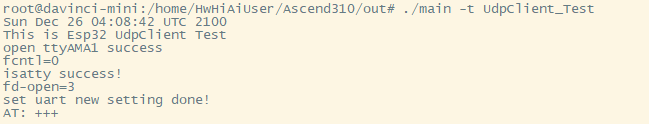 root@davinci-mini:/home/HwHiAiUser/Ascend310/out# ./main -t UdpClient_Test
Sun Dec 26 04:08:42 UTC 2100
This is Esp32 UdpClient Test
open ttyAMA1 success
fcntl=0
isatty success!
fd-open=3
set uart new setting done!
AT: +++